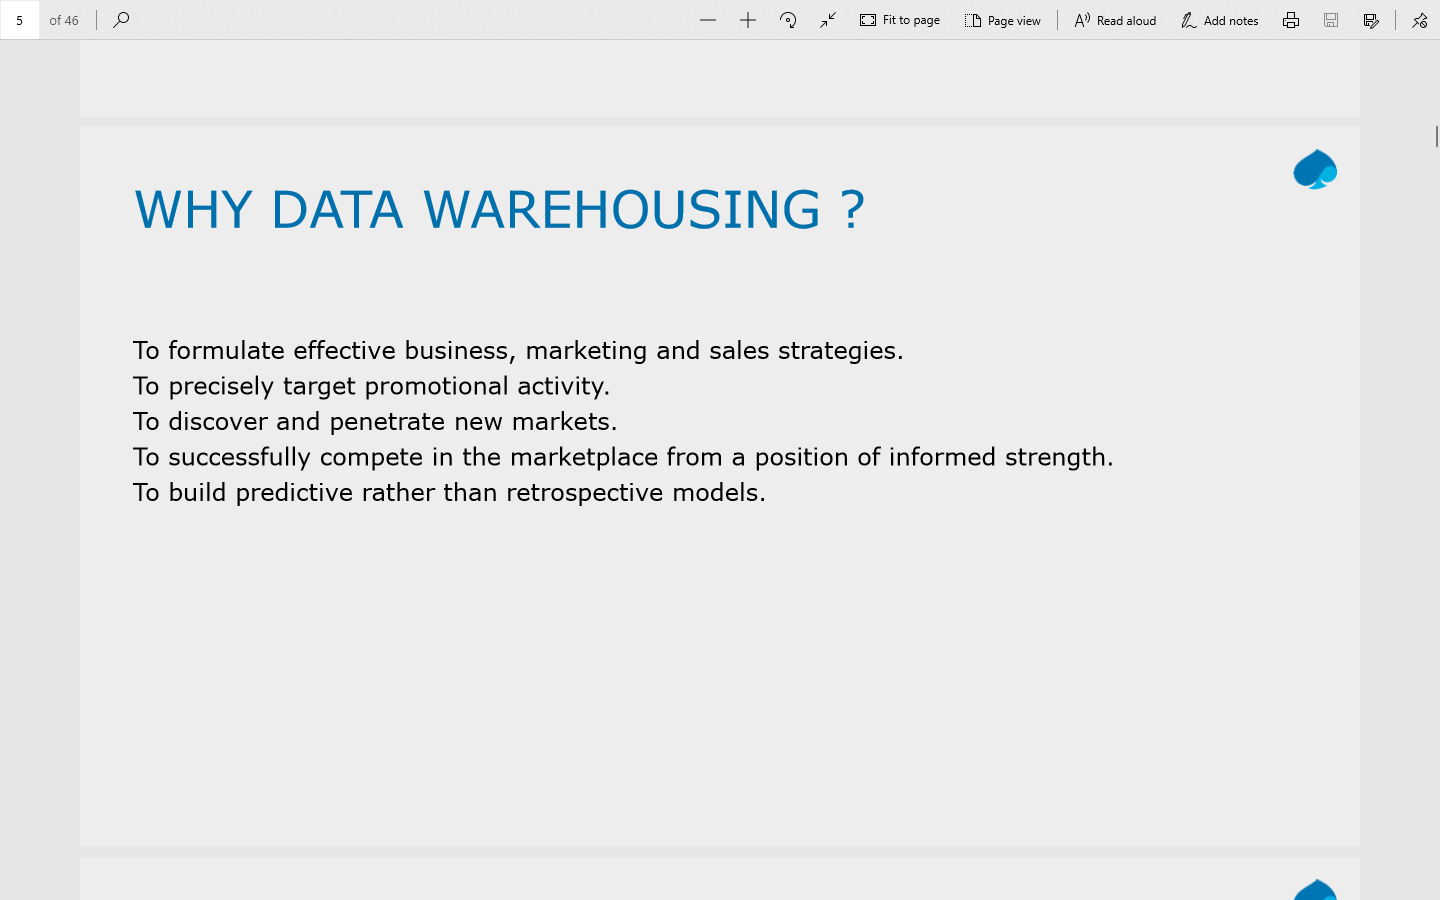 5 of 46 Fit to page Page view Read aloud Add notes
WHY DATA WAREHOUSING ?
To formulate effective business, marketing and sales strategies.
To precisely target promotional activity.
To discover and penetrate new markets.
To successfully compete in the marketplace from a position of informed strength.
To build predictive rather than retrospective models.